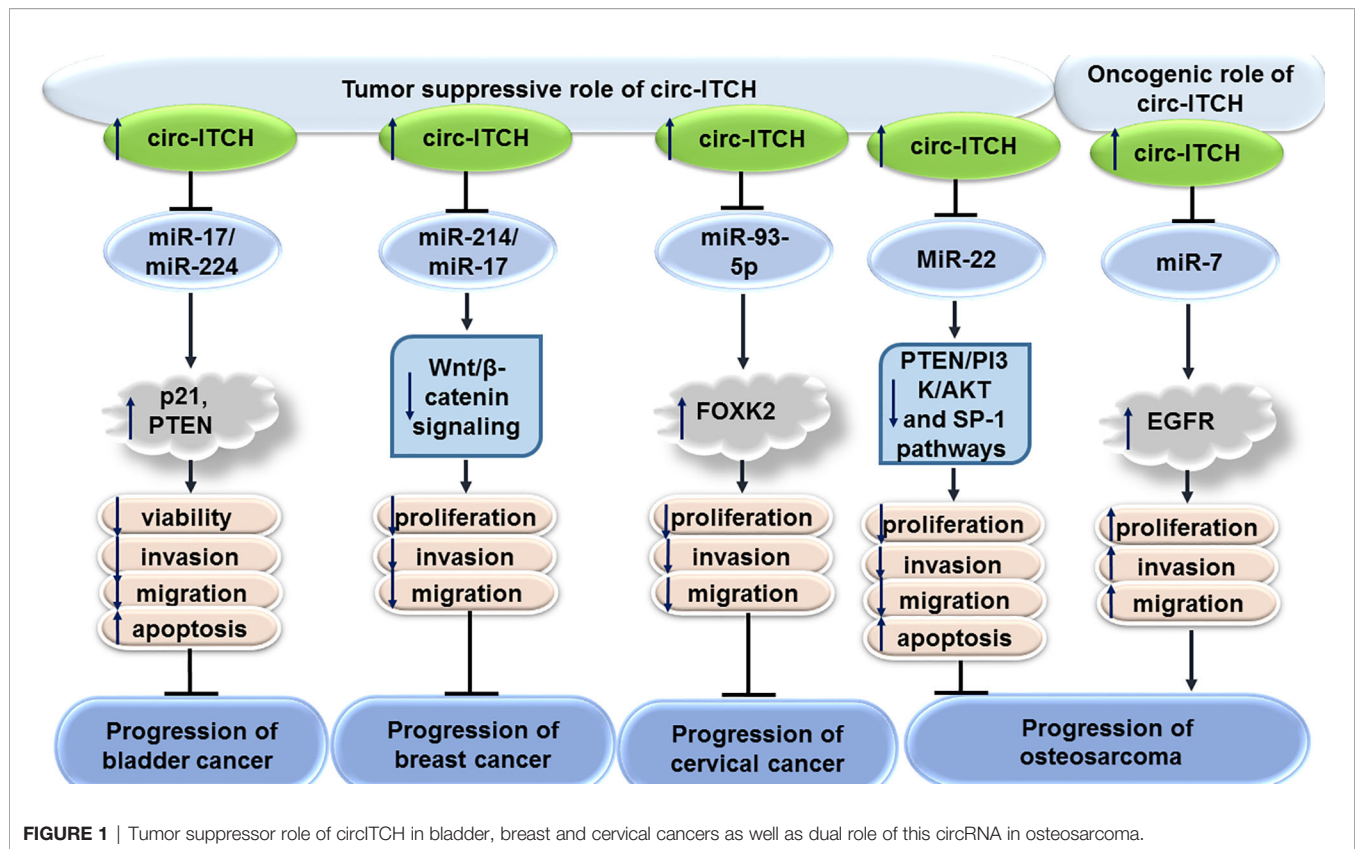 Tumor suppressive role of circ-ITCH
Oncogenic role of
circ-ITCH
circ-ITCH
miR-17/
miR-224
p21,
PTEN
viability
invasion
migration
apoptosis
Progression of
bladder cancer
circ-ITCH
miR-214/
miR-17
Wnt/β-
catenin
signaling
proliferation
invasion
migration
Progression of
breast cancer
circ-ITCH
miR-93-
5p
FOXK2
proliferation
invasion
migration
Progression of
cervical cancer
circ-ITCH
MiR-22
PTEN/PI3
K/AKT
and SP-1
pathways
proliferation
invasion
migration
apoptosis
circ-ITCH
miR-7
EGFR
proliferation
invasion
migration
Progression of
osteosarcoma
FIGURE 1 | Tumor suppressor role of circITCH in bladder, breast and cervical cancers as well as dual role of this circRNA in osteosarcoma.